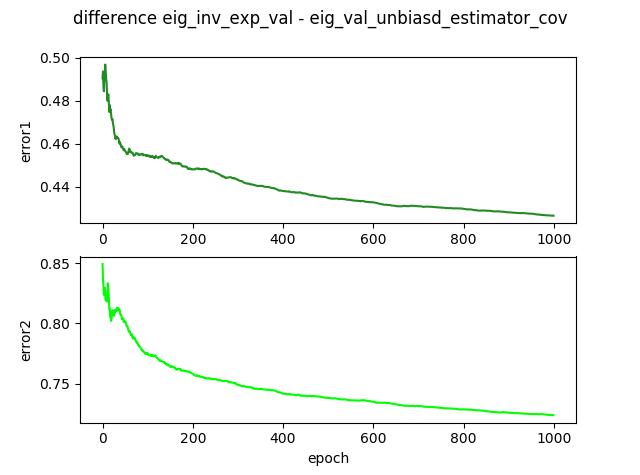 difference eig_inv_exp_val - eig_val_unbiasd_estimator_cov
0.50
0.48
0.46
0.44
error1
0 200 400 600 800 1000
0.85
0.80
0.75
error2
0 200 400 600 800 1000
epoch